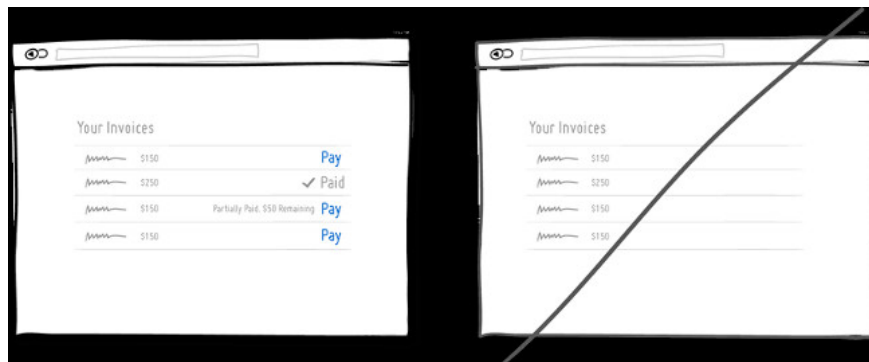 Your Invoices
$150 Pay
$250 ✓ Paid
$150 Partially Paid, $50 Remaining Pay
$150 Pay
Your Invoices
$150
$250
$150
$150